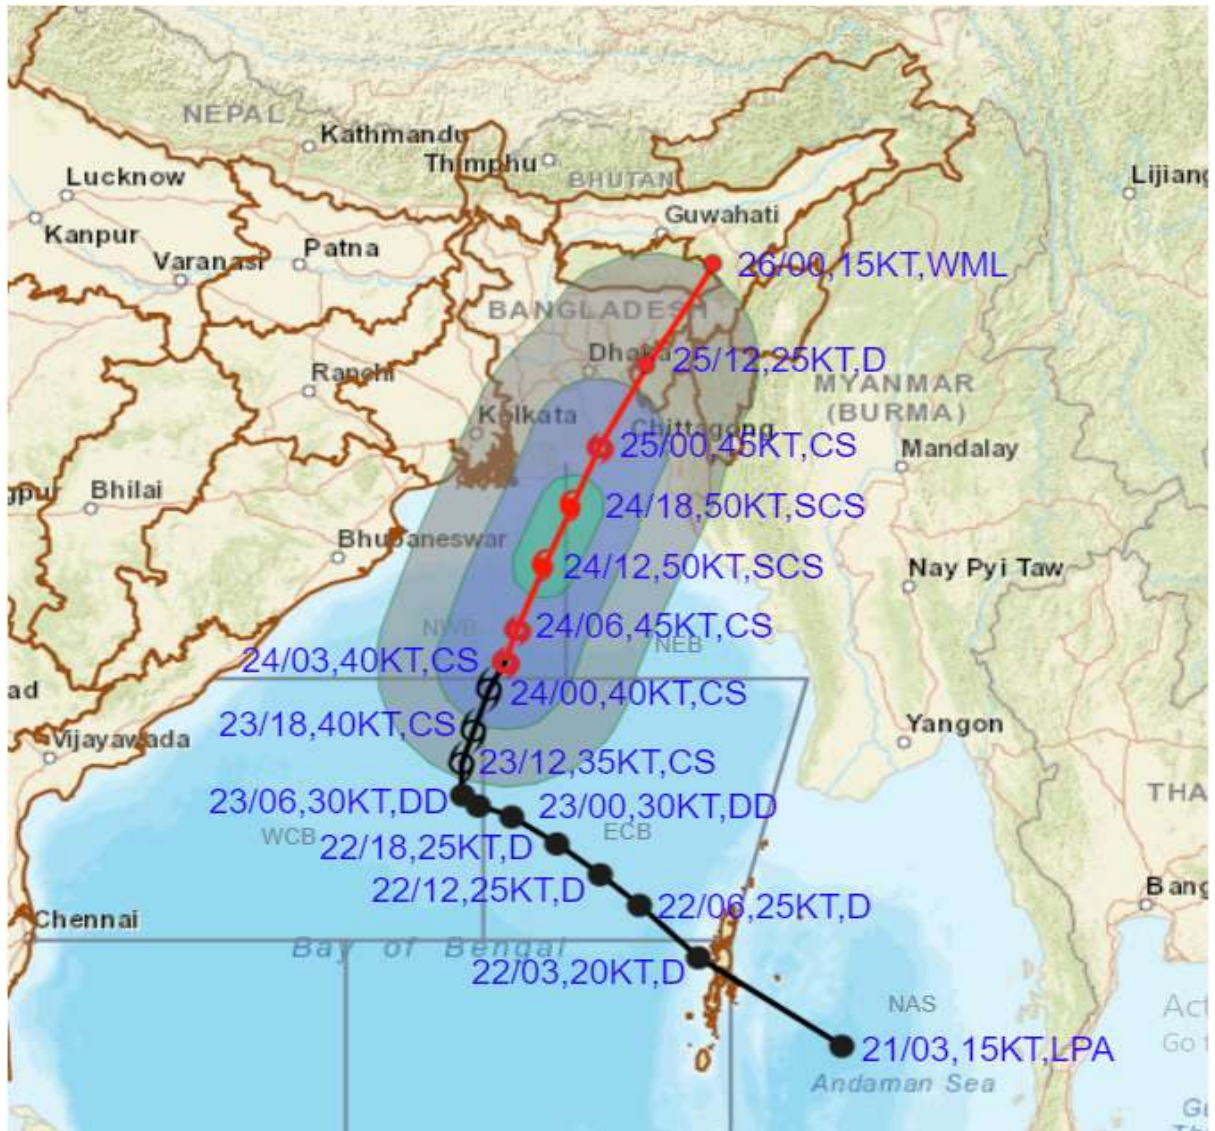 NEPAL
Kathmandu
Thimphu
BHUTAN
Lijiang
Lucknow
Guwahati
Kanpur
Patna
Varanasi
26/00,15KT,WML
BANGLADESH
Dhaka
25/12,25KT,D
Ranchi
MYANMAR
(BURMA)
Kolkata
Chittagong
25/00,45KT,CS
Mandalay
gpur
Bhilai
24/18,50KT,SCS
Bhubaneswar
24/12,50KT,SCS
Nay Pyi Taw
NWB
24/06,45KT,CS
NEB
24/03,40KT,CS
ad
24/00,40KT,CS
23/18,40KT,CS
Yangon
Vijayawada
23/12,35KT,CS
THA
23/06,30KT,DD
23/00,30KT,DD
WCB
ECB
22/18,25KT,D
22/12,25KT,D
Bang
22/06,25KT,D
Chennai
Bay of Bengal
22/03,20KT,D
NAS
Act
Go t
21/03,15KT,LPA
Andaman Sea